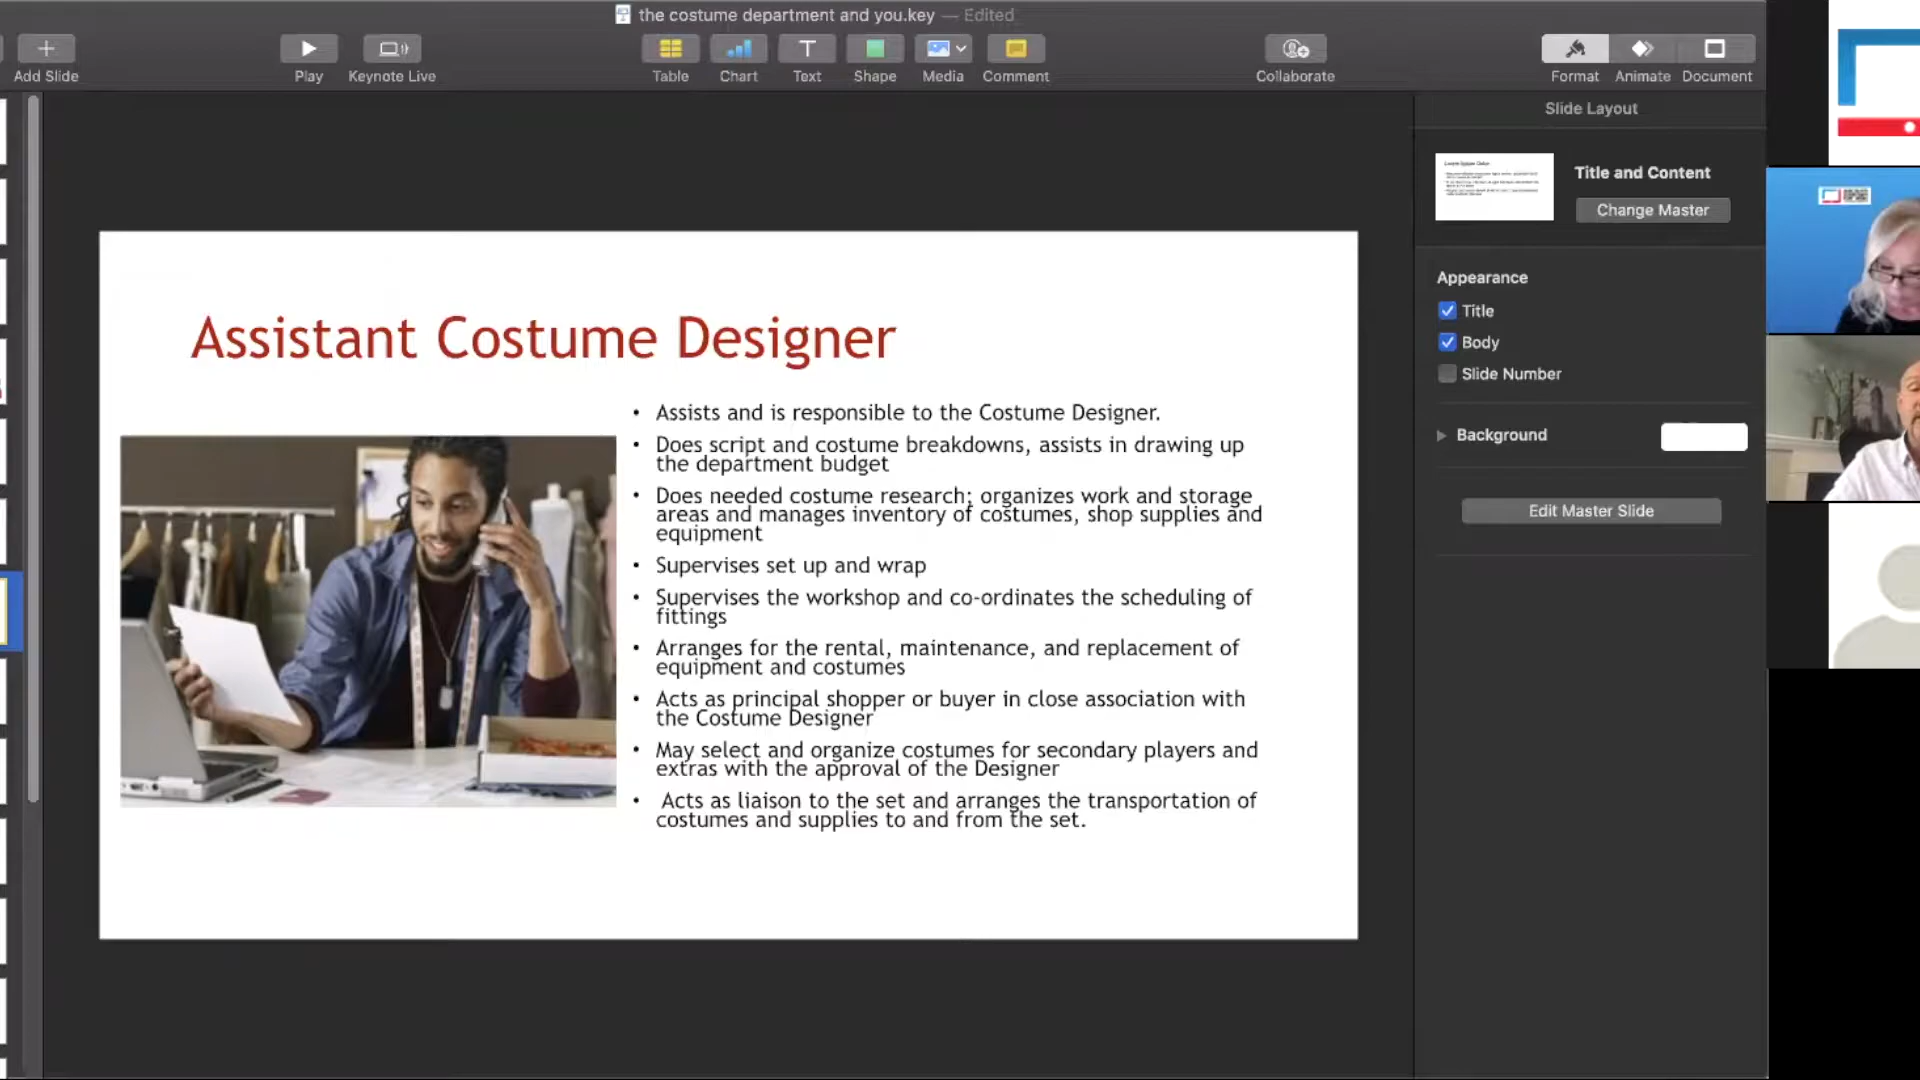 the costume department and you.key — Edited
Add Slide
Play
Keynote Live
Table
Chart
Text
Shape
Media
Comment
Collaborate
Format
Animate
Document
Slide Layout
Title and Content
Change Master
Appearance
Title
Body
Slide Number
Background
Edit Master Slide
Assistant Costume Designer
• Assists and is responsible to the Costume Designer.
• Does script and costume breakdowns, assists in drawing up
the department budget
• Does needed costume research; organizes work and storage
areas and manages inventory of costumes, shop supplies and
equipment
• Supervises set up and wrap
• Supervises the workshop and co-ordinates the scheduling of
fittings
• Arranges for the rental, maintenance, and replacement of
equipment and costumes
• Acts as principal shopper or buyer in close association with
the Costume Designer
• May select and organize costumes for secondary players and
extras with the approval of the Designer
• Acts as liaison to the set and arranges the transportation of
costumes and supplies to and from the set.